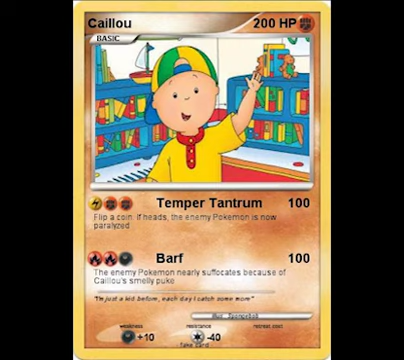 Caillou 200 HP
BASIC
Temper Tantrum 100
Flip a coin. If heads, the enemy Pokemon is now
paralyzed
Barf 100
The enemy Pokemon nearly suffocates because of
Caillou's smelly puke
just a kid before, each day I catch some more"
Illus.
weakness resistance retreat cost
+10 -40